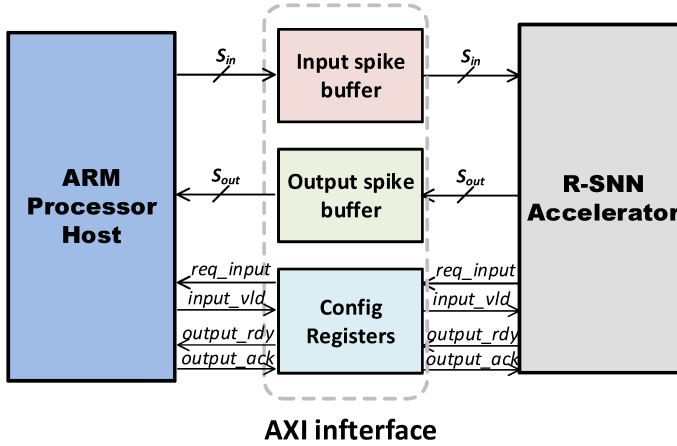 S_in
Input spike
buffer
S_in
ARM
Processor
Host
S_out
Output spike
buffer
S_out
R-SNN
Accelerator
req_input
input_vld
output_rdy
output_ack
Config
Registers
req_input
input_vld
output_rdy
output_ack
AXI infterface